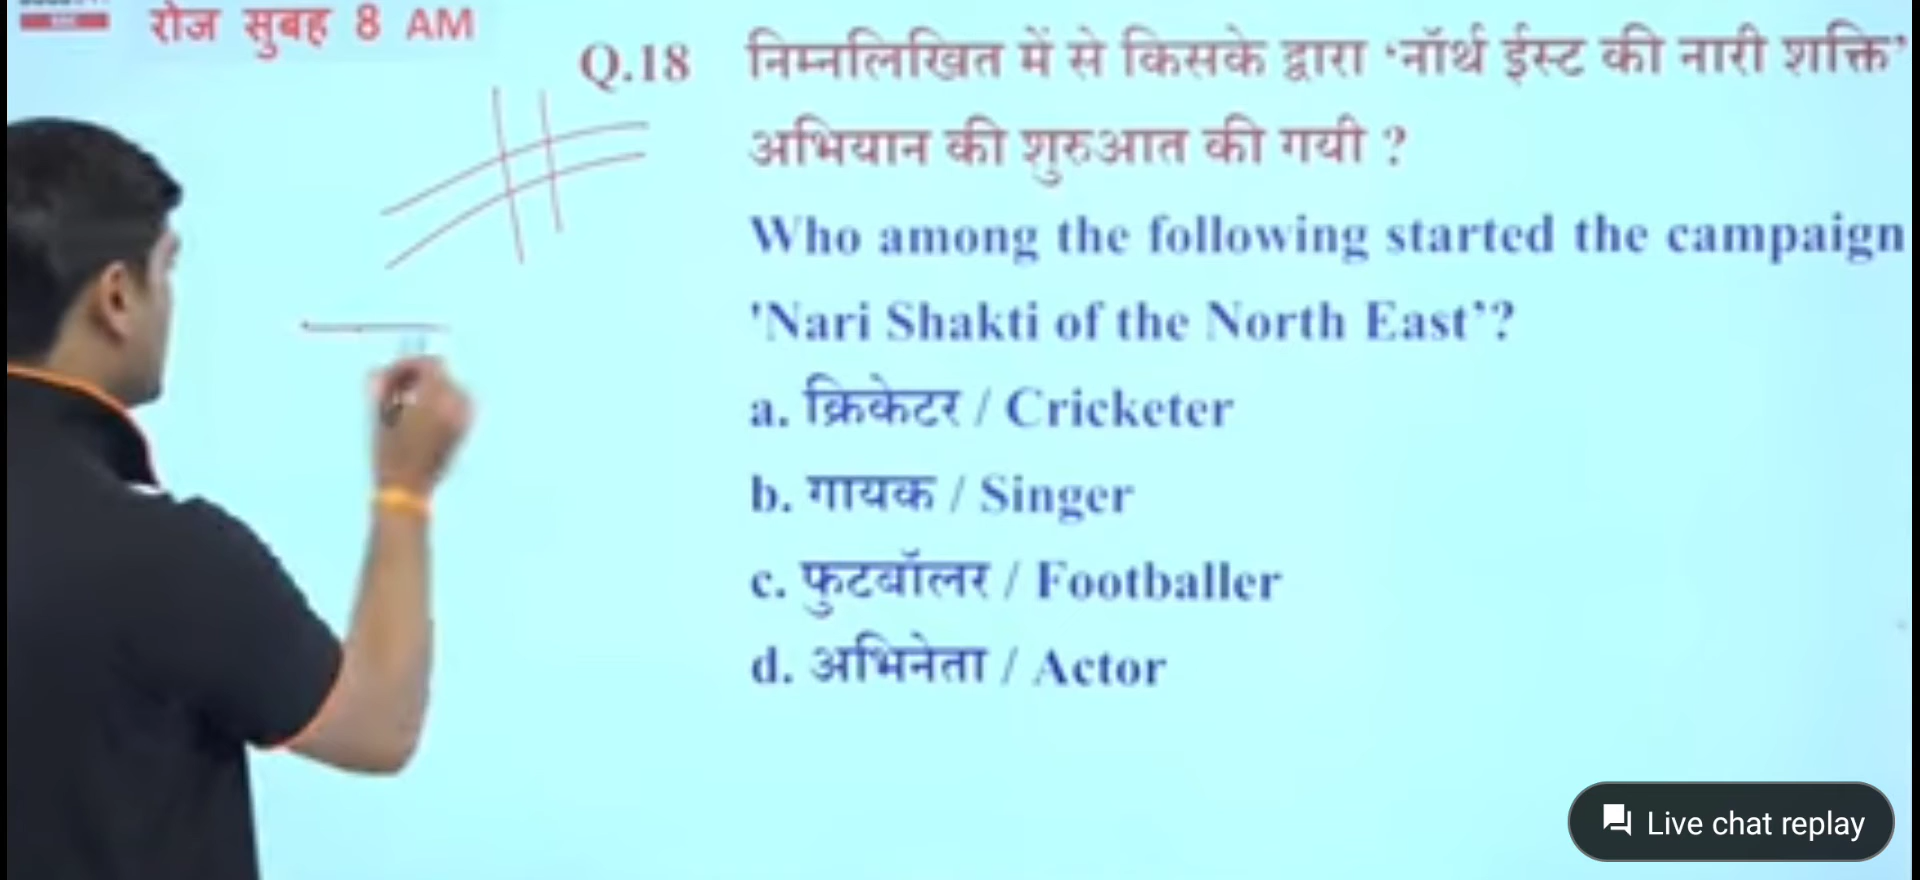 रोज सुबह 8 AM
Q.18 निम्नलिखित में से किसके द्वारा ‘नॉर्थ ईस्ट की नारी शक्ति’
अभियान की शुरुआत की गयी ?
Who among the following started the campaign
'Nari Shakti of the North East’?
a. क्रिकेटर / Cricketer
b. गायक / Singer
c. फुटबॉलर / Footballer
d. अभिनेता / Actor
Live chat replay